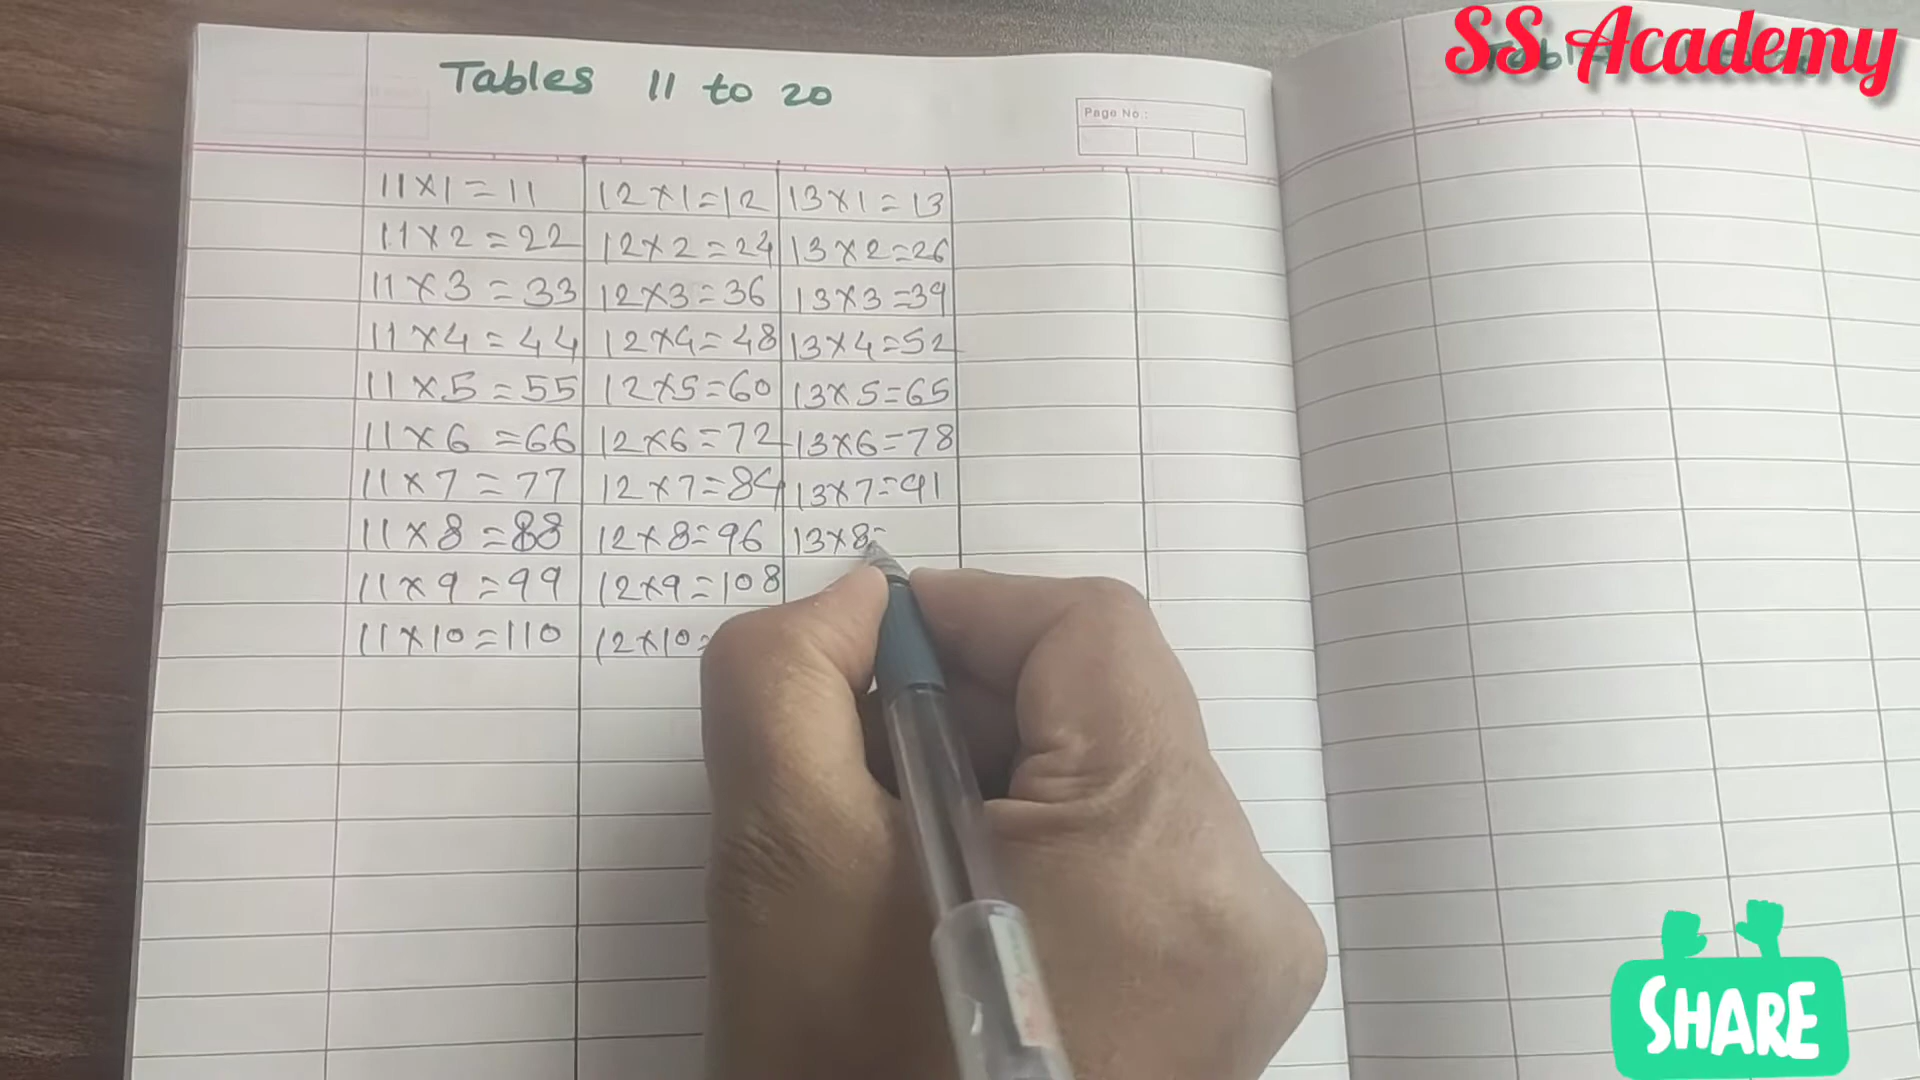 SS Academy
Tables 11 to 20
Page No :
11×1=11 12×1=12 13×1=13
11×2=22 12×2=24 13×2=26
11×3=33 12×3=36 13×3=39
11×4=44 12×4=48 13×4=52
11×5=55 12×5=60 13×5=65
11×6=66 12×6=72 13×6=78
11×7=77 12×7=84 13×7=91
11×8=88 12×8=96 13×8=
11×9=99 12×9=108
11×10=110 12×10=
SHARE